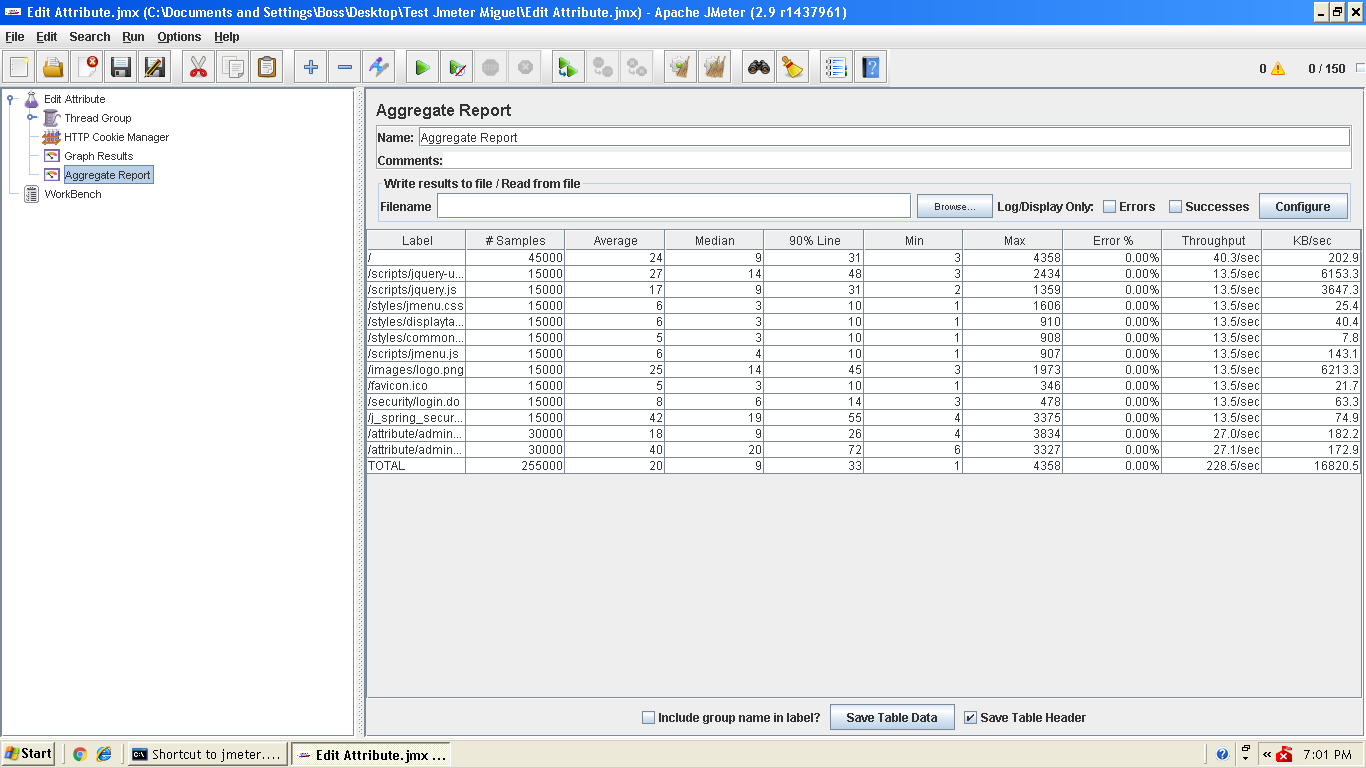 Edit Attribute.jmx (C:\Documents and Settings\Boss\Desktop\Test Jmeter Miguel\Edit Attribute.jmx) - Apache JMeter (2.9 r1437961)
File Edit Search Run Options Help
0 0 / 150
Edit Attribute
Thread Group
HTTP Cookie Manager
Graph Results
Aggregate Report
WorkBench
Aggregate Report
Name: Aggregate Report
Comments:
Write results to file / Read from file
Filename Browse... Log/Display Only: Errors Successes Configure
Label # Samples Average Median 90% Line Min Max Error % Throughput KB/sec
/ 45000 24 9 31 3 4358 0.00% 40.3/sec 202.9
/scripts/jquery-u... 15000 27 14 48 3 2434 0.00% 13.5/sec 6153.3
/scripts/jquery.js 15000 17 9 31 2 1359 0.00% 13.5/sec 3647.3
/styles/jmenu.css 15000 6 3 10 1 1606 0.00% 13.5/sec 25.4
/styles/displayta... 15000 6 3 10 1 910 0.00% 13.5/sec 40.4
/styles/common... 15000 5 3 10 1 908 0.00% 13.5/sec 7.8
/scripts/jmenu.js 15000 6 4 10 1 907 0.00% 13.5/sec 143.1
/images/logo.png 15000 25 14 45 3 1973 0.00% 13.5/sec 6213.3
/favicon.ico 15000 5 3 10 1 346 0.00% 13.5/sec 21.7
/security/login.do 15000 8 6 14 3 478 0.00% 13.5/sec 63.3
/j_spring_secur... 15000 42 19 55 4 3375 0.00% 13.5/sec 74.9
/attribute/admin... 30000 18 9 26 4 3834 0.00% 27.0/sec 182.2
/attribute/admin... 30000 40 20 72 6 3327 0.00% 27.1/sec 172.9
TOTAL 255000 20 9 33 1 4358 0.00% 228.5/sec 16820.5
Include group name in label? Save Table Data Save Table Header
Start Shortcut to jmeter.... Edit Attribute.jmx ... 7:01 PM